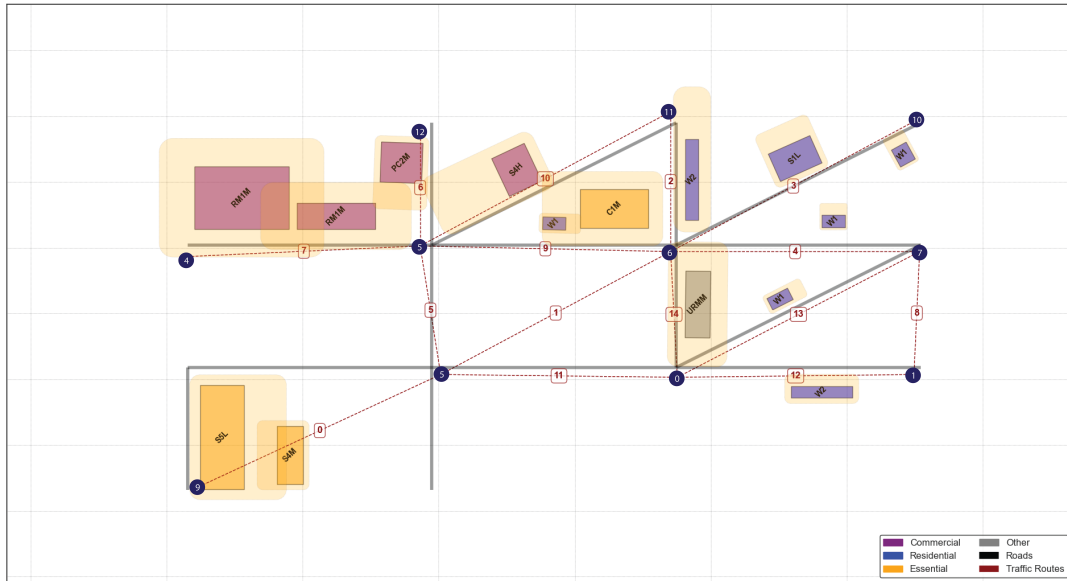 11
12
10
W2
S1L
W1
PC2M
S4H
10
2
3
6
RM1M
C1M
RM1M
W1
W1
5
7
9
6
4
7
4
URMM
W1
5
1
14
13
8
5
11
0
12
1
W2
S5L
0
S4M
9
Commercial
Residential
Essential
Other
Roads
Traffic Routes